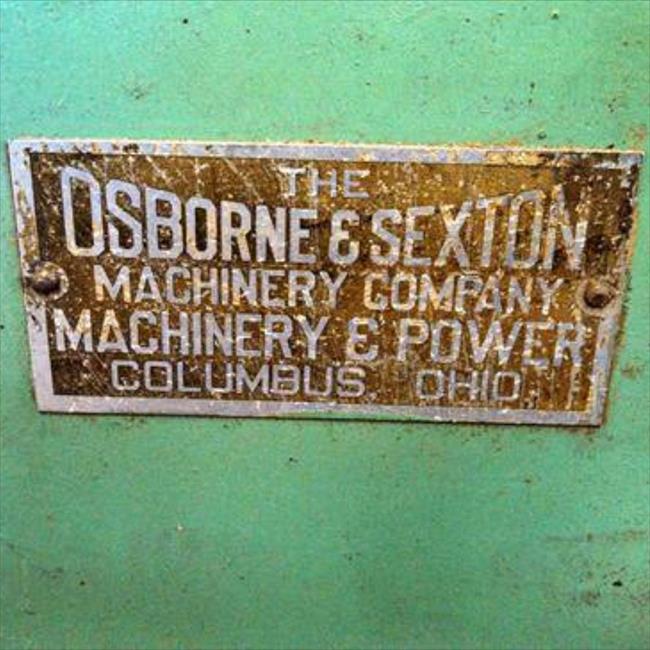 THE
OSBORNE & SEXTON
MACHINERY COMPANY
MACHINERY & POWER
COLUMBUS, OHIO.